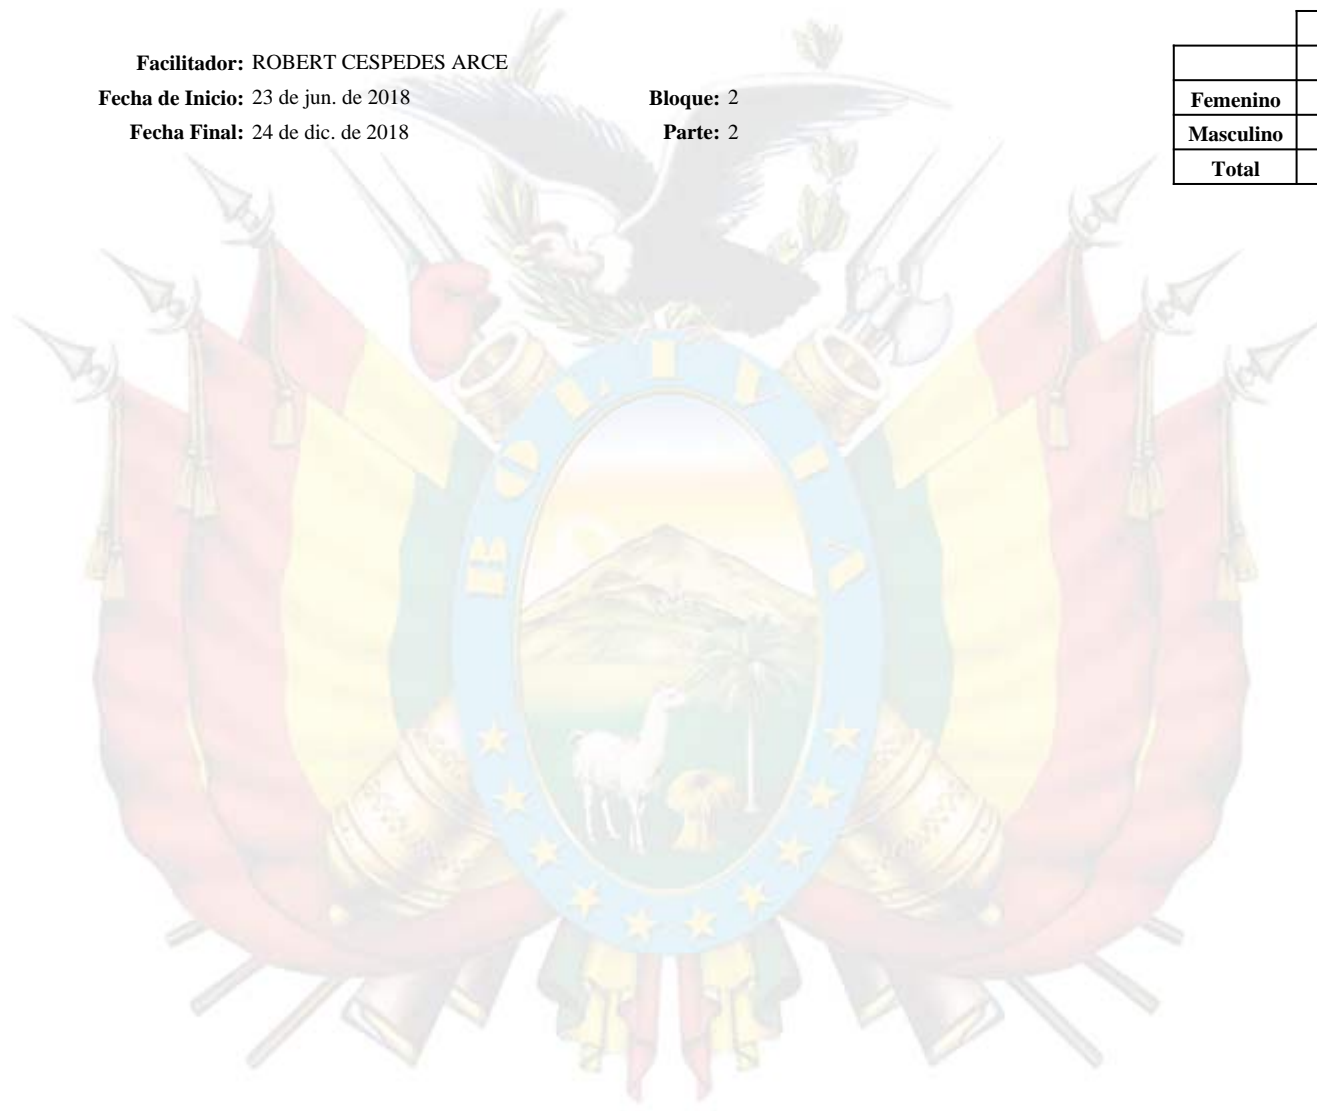 Facilitador: ROBERT CESPEDES ARCE
Fecha de Inicio: 23 de jun. de 2018 Bloque: 2
Fecha Final: 24 de dic. de 2018 Parte: 2
Femenino
Masculino
Total
BOLIVIA